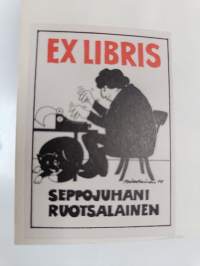 EX LIBRIS
SEPPOJUHANI
RUOTSALAINEN